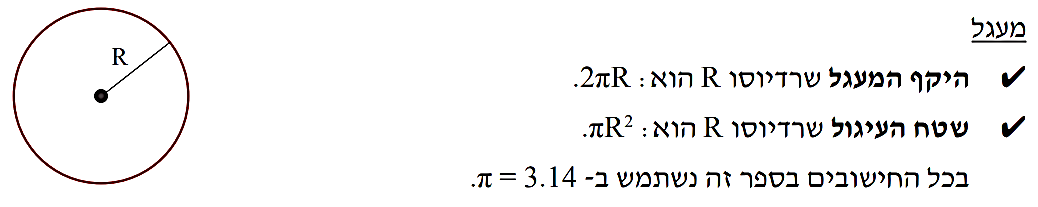 מעגל
✔ היקף המעגל שרדיוסו R הוא: 2πR.
✔ שטח העיגול שרדיוסו R הוא: πR².
בכל החישובים בספר זה נשתמש ב- π = 3.14.
R